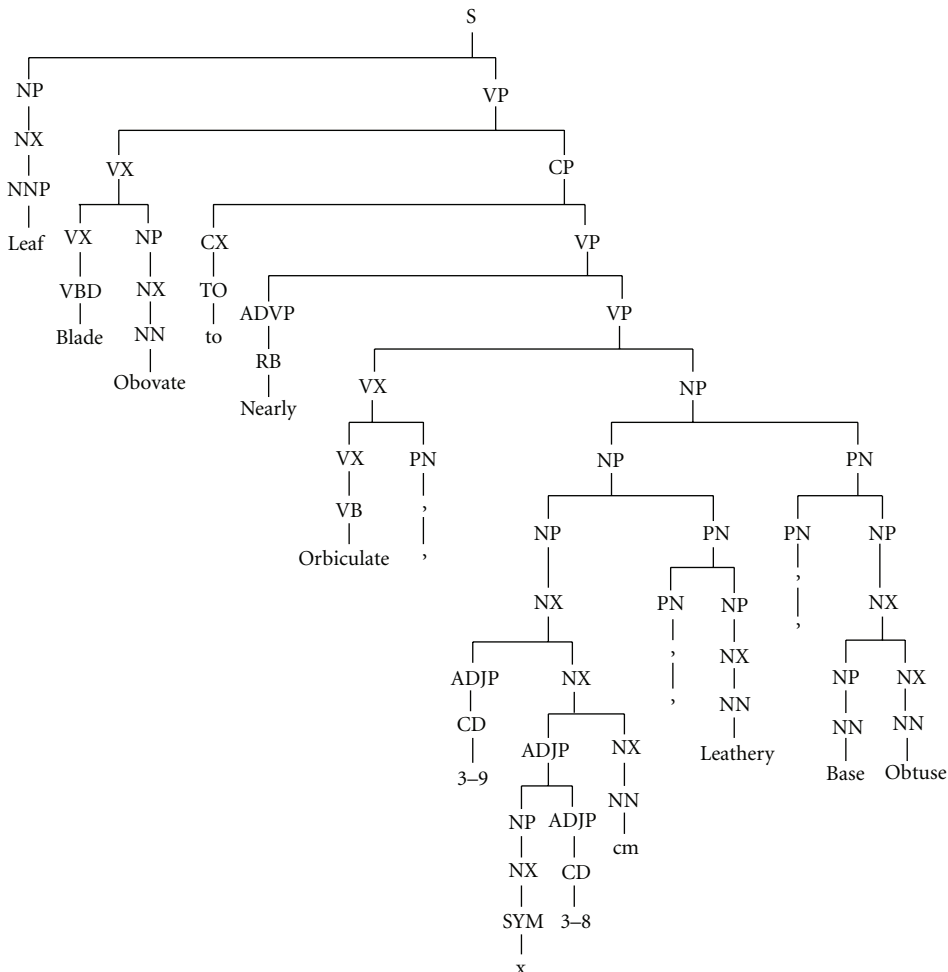 S
NP VP
NX
VX CP
NNP
Leaf VX NP CX VP
VBD NX TO ADVP VP
Blade NN to
RB
Obovate Nearly VX NP
VX PN NP PN
VB ,
Orbiculate , NP PN PN NP
,
NX PN NP , NX
,
ADJP NX , NX NP NX
CD NN NN NN
ADJP NX Leathery
3–9 Base Obtuse
NN
NP ADJP
cm
NX CD
SYM 3–8
x